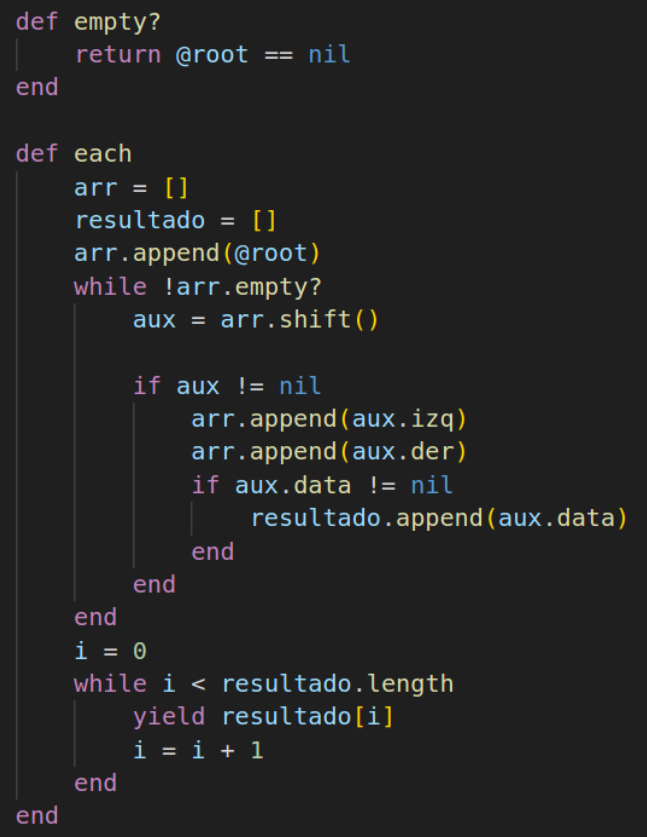 def empty?
    return @root == nil
end

def each
    arr = []
    resultado = []
    arr.append(@root)
    while !arr.empty?
        aux = arr.shift()

        if aux != nil
            arr.append(aux.izq)
            arr.append(aux.der)
            if aux.data != nil
                resultado.append(aux.data)
            end
        end
    end
    i = 0
    while i < resultado.length
        yield resultado[i]
        i = i + 1
    end
end